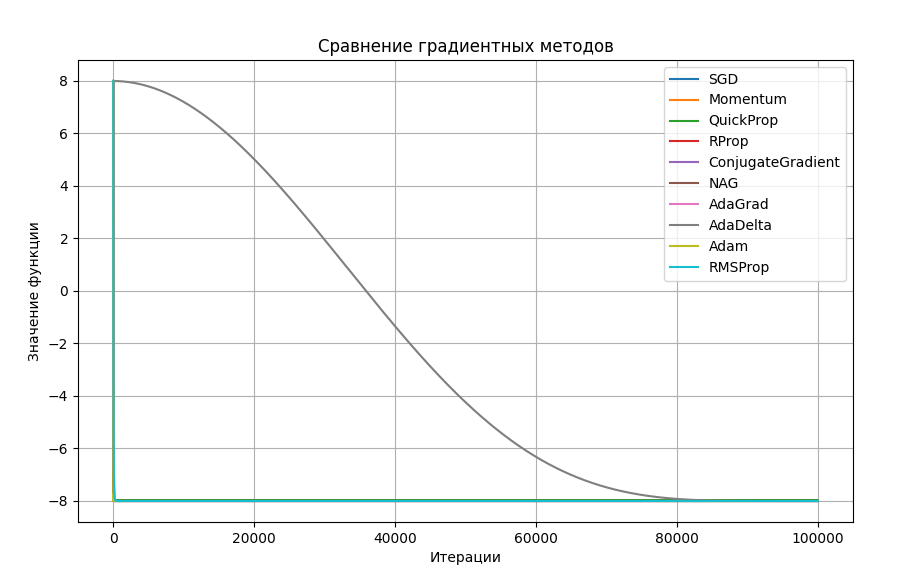 Сравнение градиентных методов
SGD
Momentum
QuickProp
RProp
ConjugateGradient
NAG
AdaGrad
AdaDelta
Adam
RMSProp
Значение функции
8
6
4
2
0
−2
−4
−6
−8
0 20000 40000 60000 80000 100000
Итерации